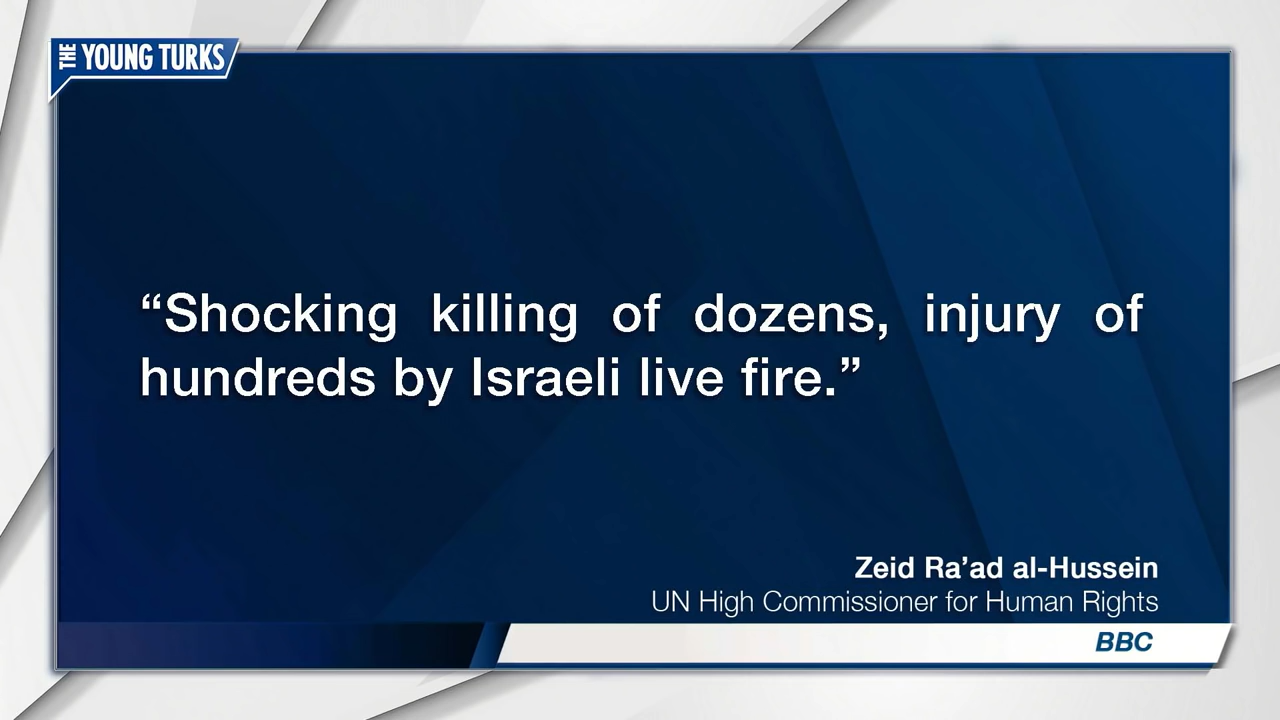 THE YOUNG TURKS
“Shocking killing of dozens, injury of
hundreds by Israeli live fire.”
Zeid Ra’ad al-Hussein
UN High Commissioner for Human Rights
BBC